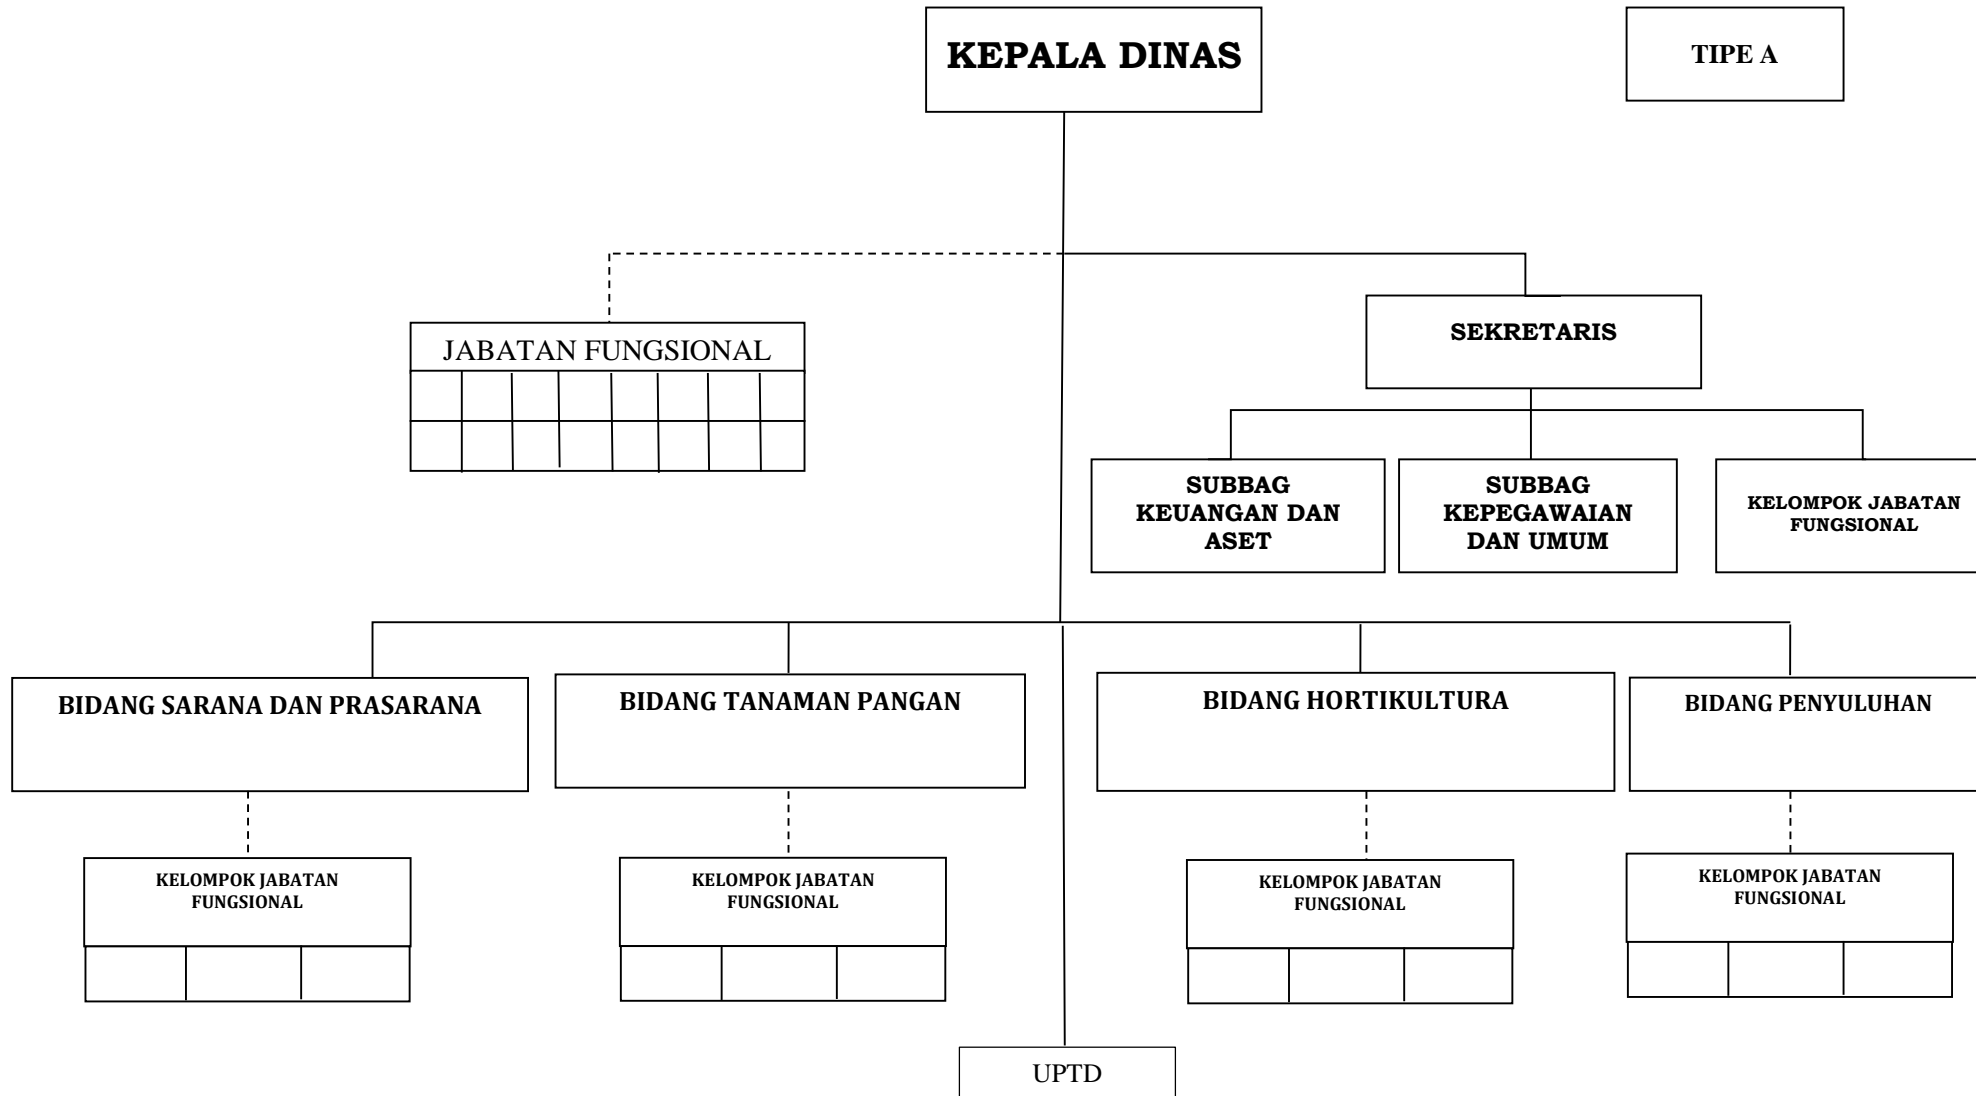 KEPALA DINAS
TIPE A
JABATAN FUNGSIONAL
SEKRETARIS
SUBBAG
KEUANGAN DAN
ASET
SUBBAG
KEPEGAWAIAN
DAN UMUM
KELOMPOK JABATAN
FUNGSIONAL
BIDANG SARANA DAN PRASARANA
BIDANG TANAMAN PANGAN
BIDANG HORTIKULTURA
BIDANG PENYULUHAN
KELOMPOK JABATAN
FUNGSIONAL
KELOMPOK JABATAN
FUNGSIONAL
KELOMPOK JABATAN
FUNGSIONAL
KELOMPOK JABATAN
FUNGSIONAL
UPTD